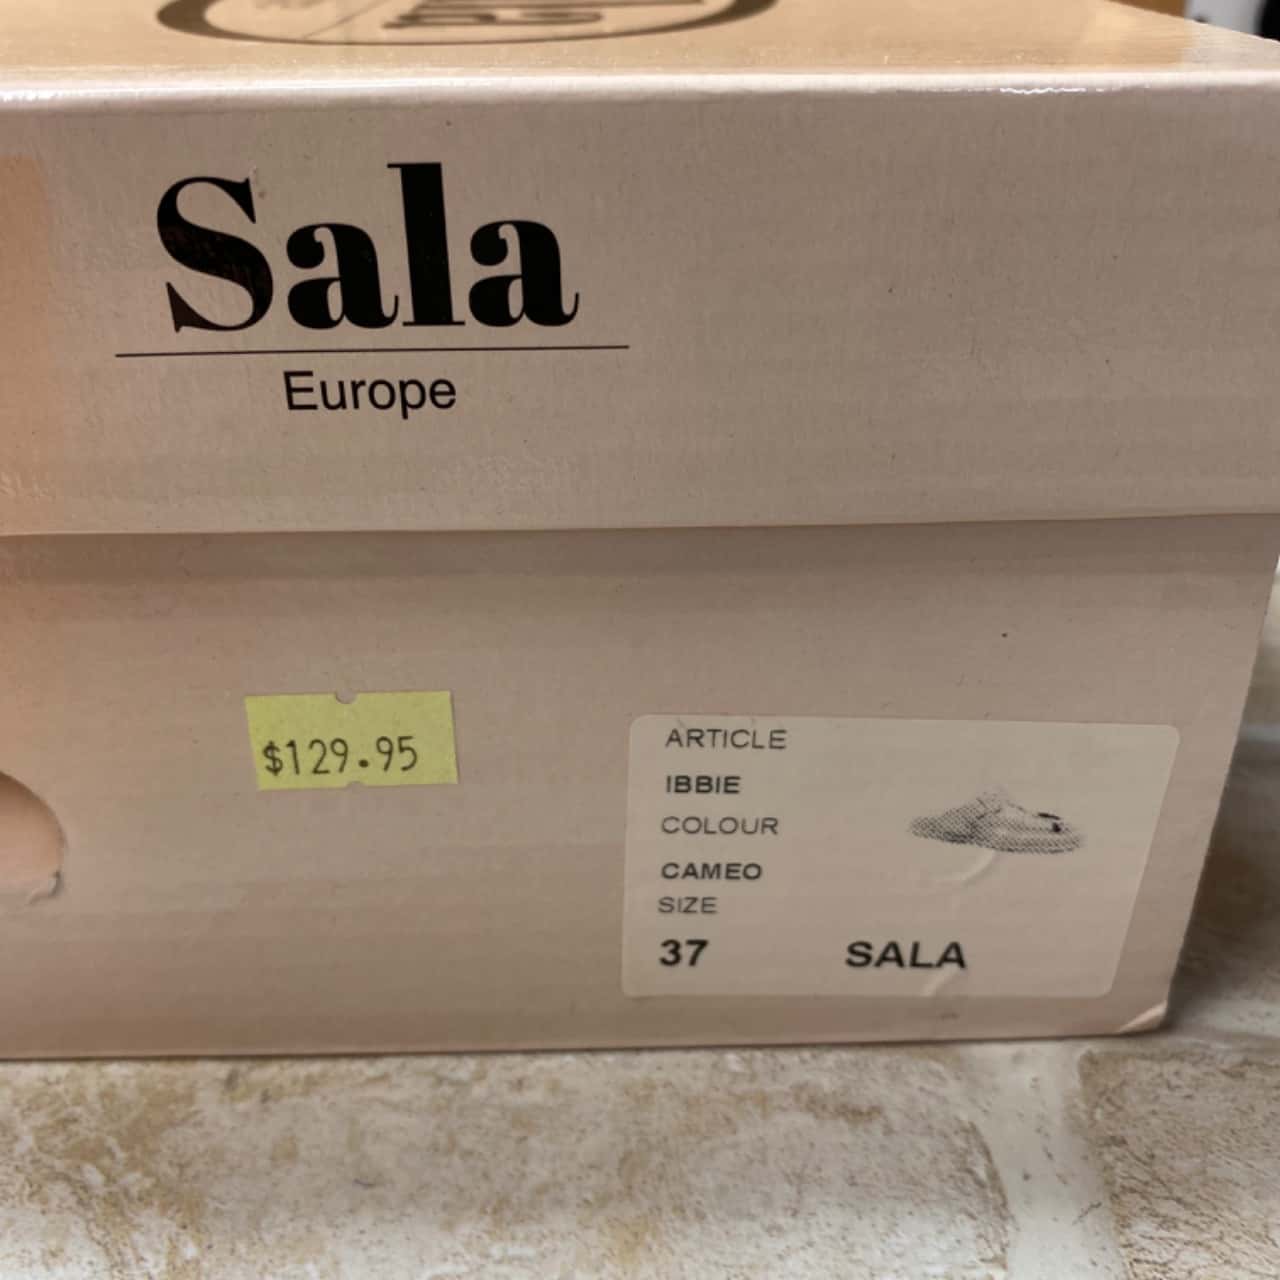 Sala
Europe
$129.95
ARTICLE
IBBIE
COLOUR
CAMEO
SIZE
37 SALA